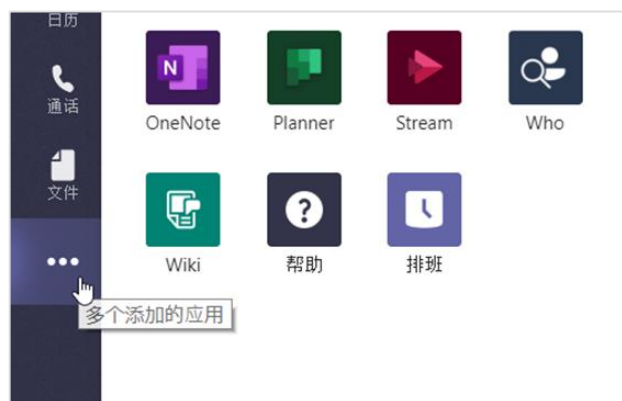 日历
通话
文件
多个添加的应用
OneNote
Planner
Stream
Who
Wiki
帮助
排班